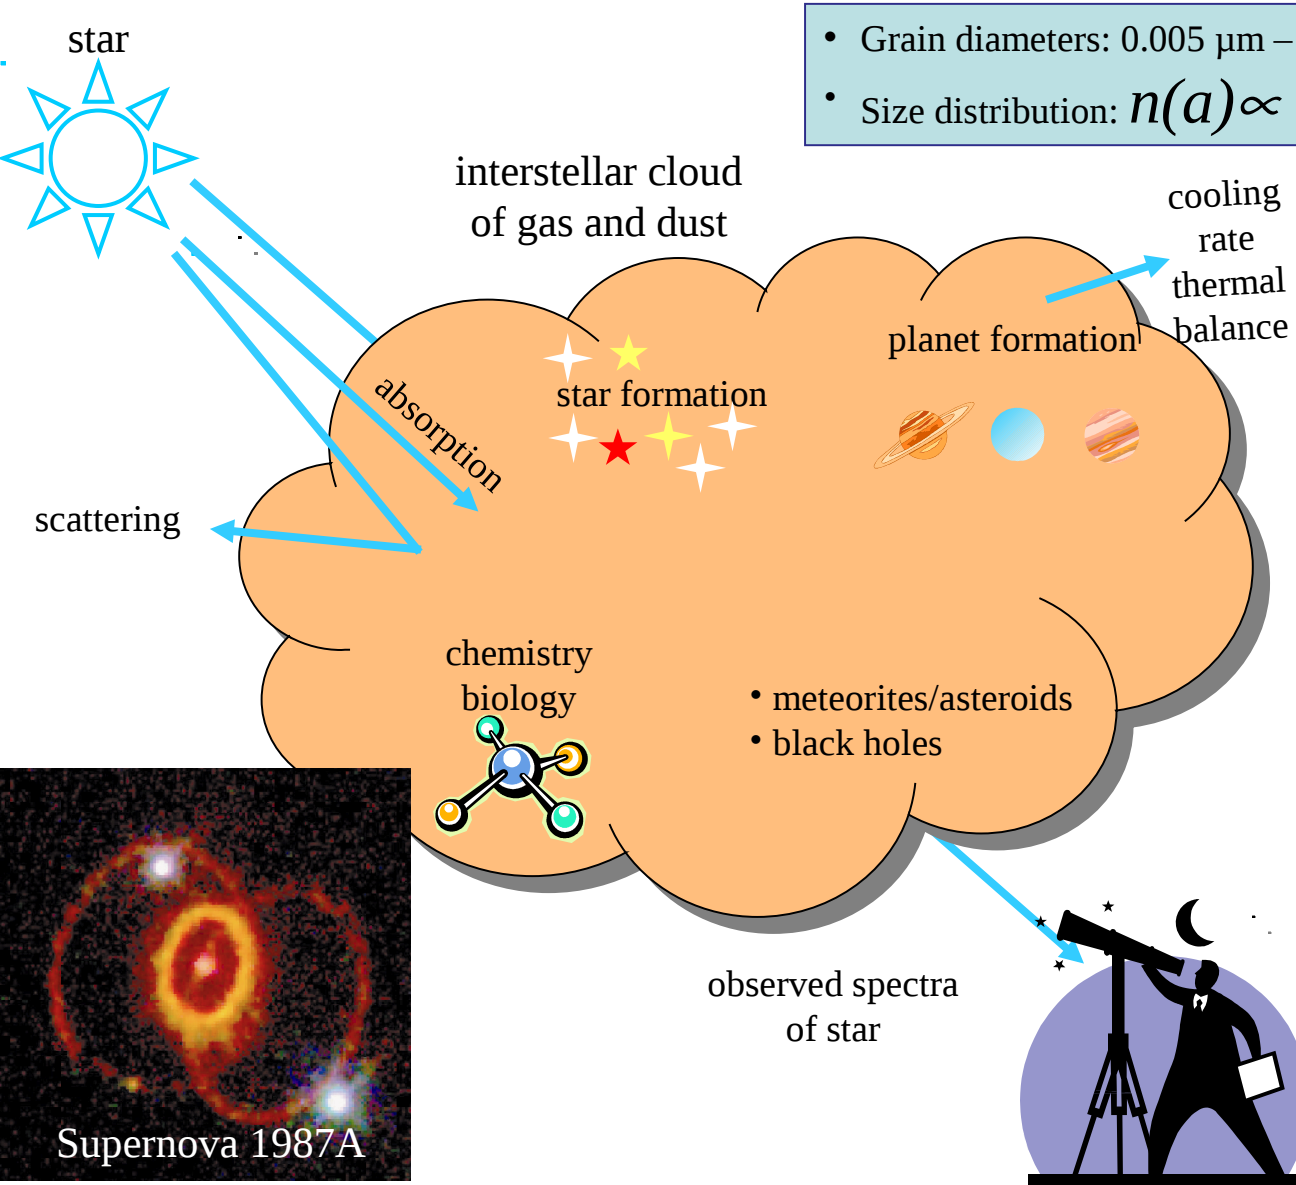 star
• Grain diameters: 0.005 µm –
• Size distribution: n(a)∝
interstellar cloud
of gas and dust
cooling
rate
thermal
balance
planet formation
star formation
absorption
scattering
chemistry
biology
• meteorites/asteroids
• black holes
observed spectra
of star
Supernova 1987A